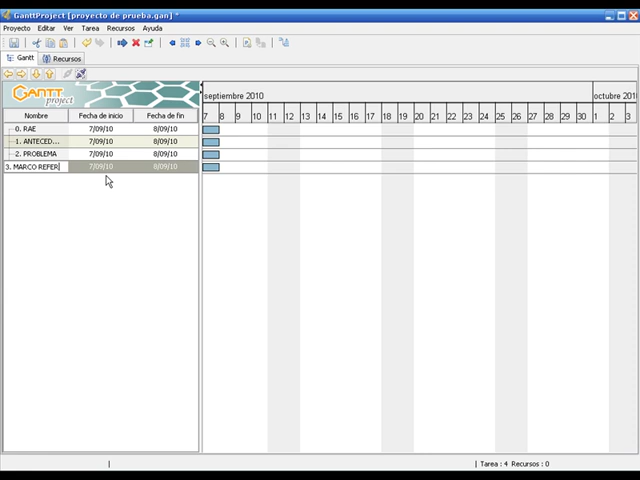 GanttProject [proyecto de prueba.gan] *
Proyecto Editar Ver Tarea Recursos Ayuda
Gantt Recursos
GANTT project
septiembre 2010 octubre 201
Nombre Fecha de inicio Fecha de fin
7 8 9 10 11 12 13 14 15 16 17 18 19 20 21 22 23 24 25 26 27 28 29 30 1 2 3
0. RAE 7/09/10 8/09/10
1. ANTECED... 7/09/10 8/09/10
2. PROBLEMA 7/09/10 8/09/10
3. MARCO REFER 7/09/10 8/09/10
Tarea : 4 Recursos : 0